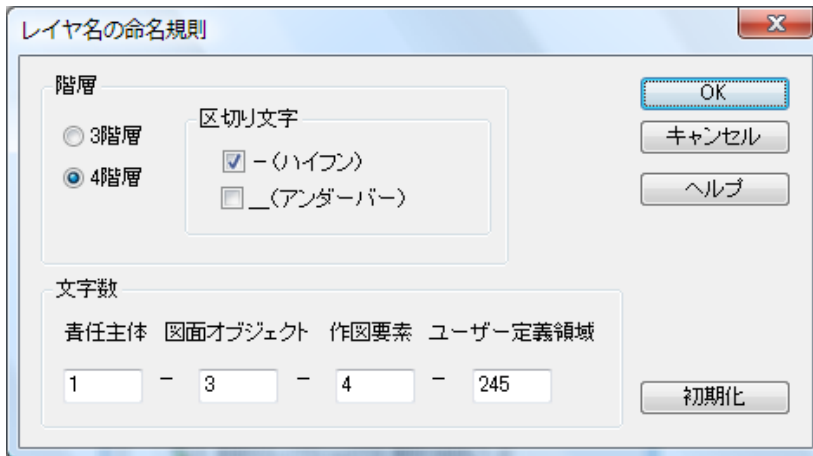 レイヤ名の命名規則
階層
3階層
4階層
区切り文字
-(ハイフン)
_(アンダーバー)
OK
キャンセル
ヘルプ
文字数
責任主体 図面オブジェクト 作図要素 ユーザー定義領域
1 - 3 - 4 - 245
初期化